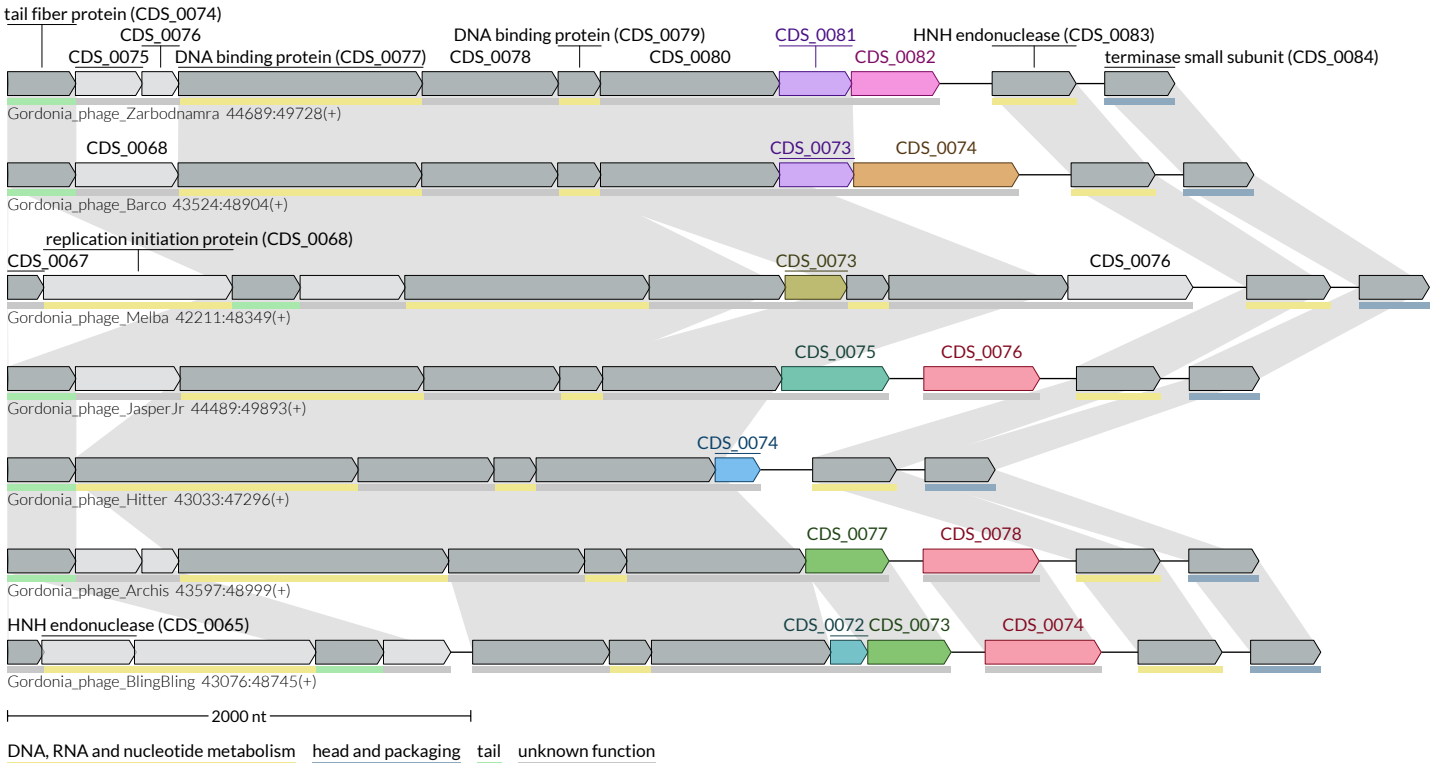 tail fiber protein (CDS_0074)
CDS_0076 DNA binding protein (CDS_0079) CDS_0081 HNH endonuclease (CDS_0083)
CDS_0075 DNA binding protein (CDS_0077) CDS_0078 CDS_0080 CDS_0082 terminase small subunit (CDS_0084)
Gordonia_phage_Zarbodnamra 44689:49728(+)
CDS_0068 CDS_0073 CDS_0074
Gordonia_phage_Barco 43524:48904(+)
replication initiation protein (CDS_0068)
CDS_0067 CDS_0073 CDS_0076
Gordonia_phage_Melba 42211:48349(+)
CDS_0075 CDS_0076
Gordonia_phage_JasperJr 44489:49893(+)
CDS_0074
Gordonia_phage_Hitter 43033:47296(+)
CDS_0077 CDS_0078
Gordonia_phage_Archis 43597:48999(+)
HNH endonuclease (CDS_0065) CDS_0072 CDS_0073 CDS_0074
Gordonia_phage_BlingBling 43076:48745(+)
2000 nt
DNA, RNA and nucleotide metabolism head and packaging tail unknown function